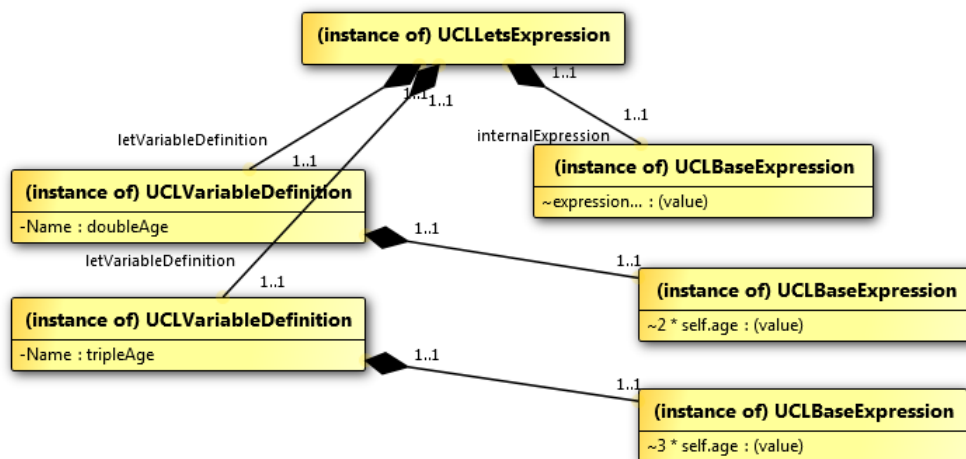 (instance of) UCLLetsExpression
1..1
1..1
1..1
1..1
letVariableDefinition
internalExpression
1..1
(instance of) UCLBaseExpression
~expression... : (value)
(instance of) UCLVariableDefinition
-Name : doubleAge
1..1
letVariableDefinition
1..1
1..1
(instance of) UCLBaseExpression
~2 * self.age : (value)
(instance of) UCLVariableDefinition
-Name : tripleAge
1..1
1..1
(instance of) UCLBaseExpression
~3 * self.age : (value)